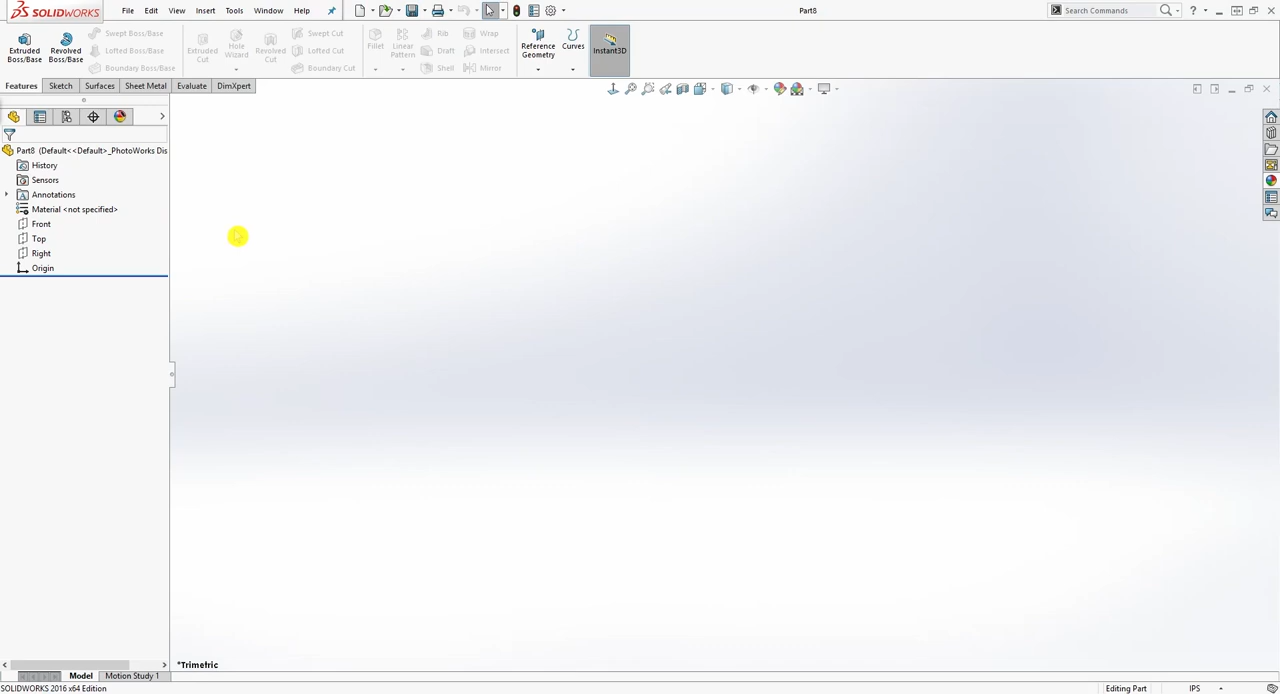 SOLIDWORKS File Edit View Insert Tools Window Help Part8 Search Commands
Extruded Boss/Base
Revolved Boss/Base
Swept Boss/Base
Lofted Boss/Base
Boundary Boss/Base
Extruded Cut
Hole Wizard
Revolved Cut
Swept Cut
Lofted Cut
Boundary Cut
Fillet
Linear Pattern
Rib
Draft
Shell
Wrap
Intersect
Mirror
Reference Geometry
Curves
Instant3D
Features Sketch Surfaces Sheet Metal Evaluate DimXpert
Part8 (Default<<Default>_PhotoWorks Dis
History
Sensors
Annotations
Material <not specified>
Front
Top
Right
Origin
*Trimetric
Model Motion Study 1
SOLIDWORKS 2016 x64 Edition Editing Part IPS